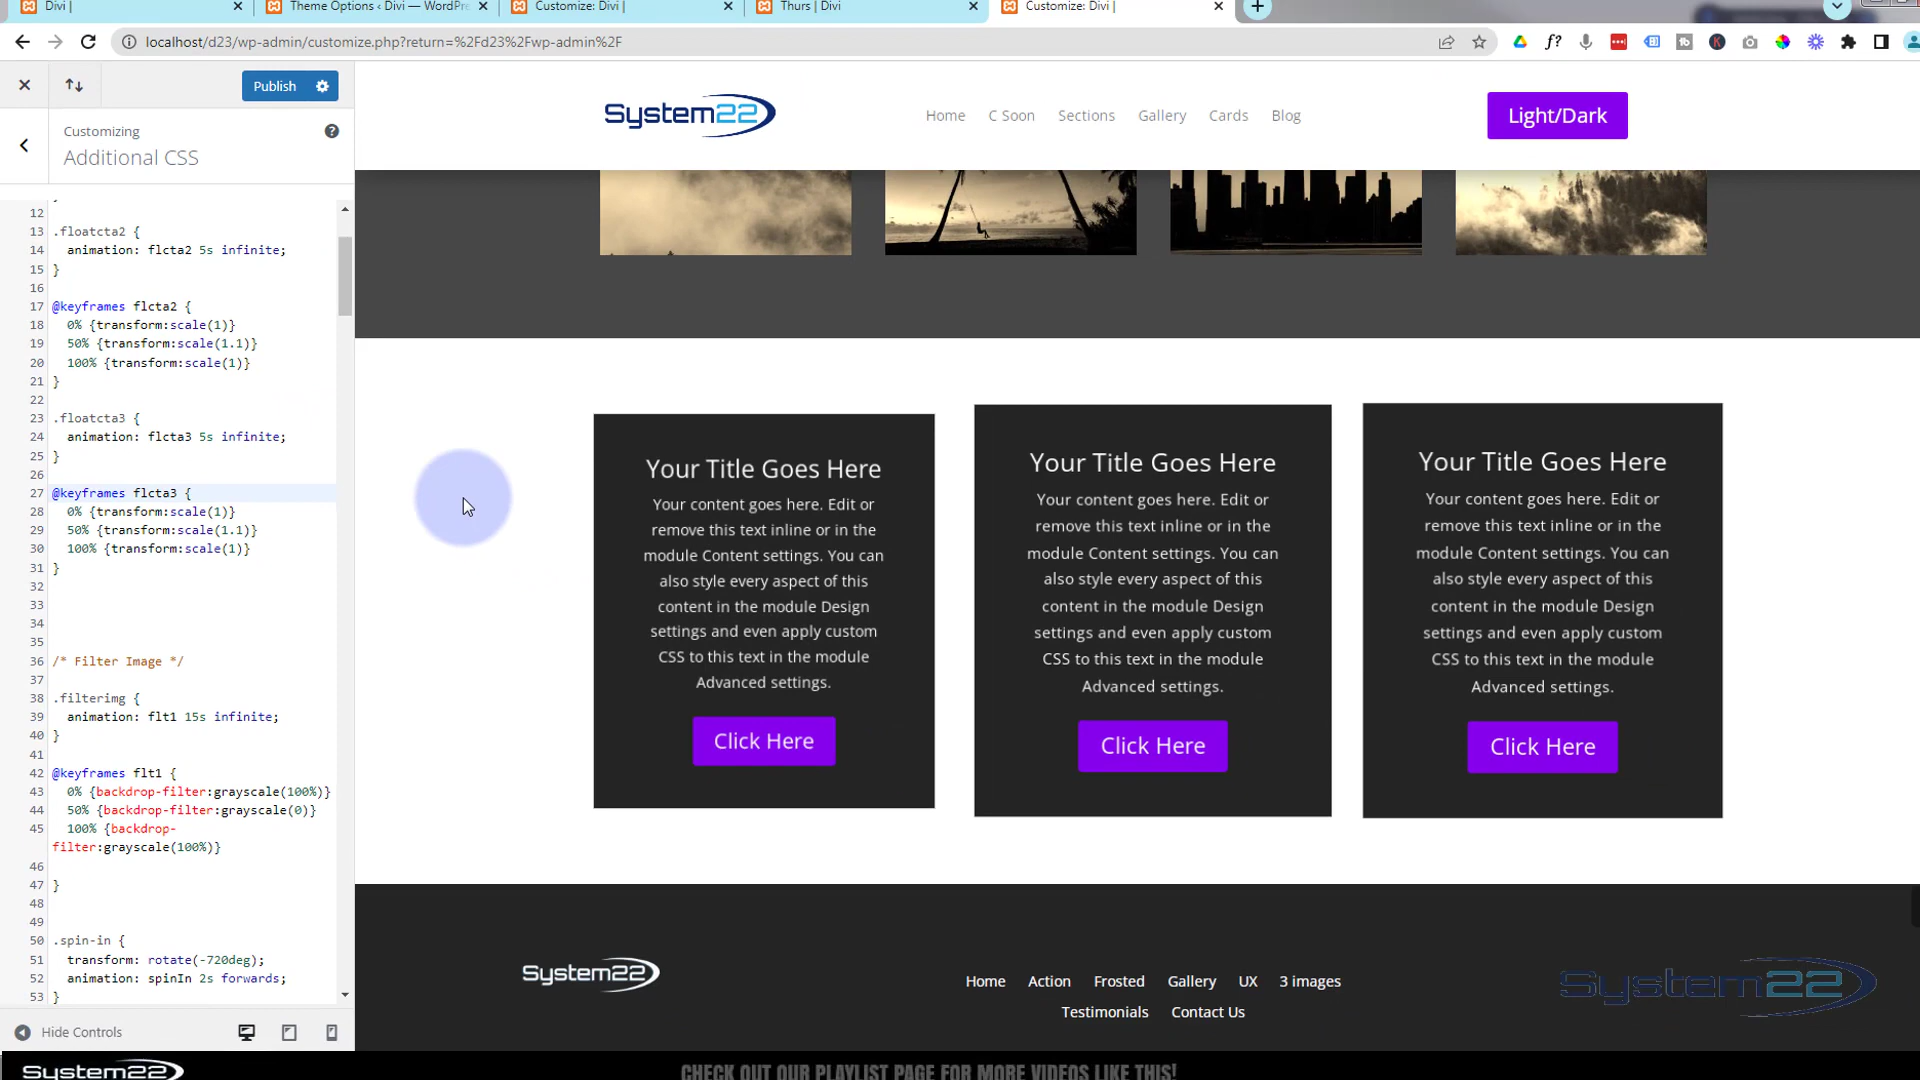 Divi |
Theme Options ‹ Divi — WordPre
Customize: Divi |
Thurs | Divi
Customize: Divi |
localhost/d23/wp-admin/customize.php?return=%2Fd23%2Fwp-admin%2F
f?
Publish
Customizing
Additional CSS
System22
Home C Soon Sections Gallery Cards Blog
Light/Dark
12
13 .floatcta2 {
14 animation: flcta2 5s infinite;
15 }
16
17 @keyframes flcta2 {
18 0% {transform:scale(1)}
19 50% {transform:scale(1.1)}
20 100% {transform:scale(1)}
21 }
22
23 .floatcta3 {
24 animation: flcta3 5s infinite;
25 }
26
27 @keyframes flcta3 {
28 0% {transform:scale(1)}
29 50% {transform:scale(1.1)}
30 100% {transform:scale(1)}
31 }
32
33
34
35
36 /* Filter Image */
37
38 .filterimg {
39 animation: flt1 15s infinite;
40 }
41
42 @keyframes flt1 {
43 0% {backdrop-filter:grayscale(100%)}
44 50% {backdrop-filter:grayscale(0)}
45 100% {backdrop-
filter:grayscale(100%)}
46
47 }
48
49
50 .spin-in {
51 transform: rotate(-720deg);
52 animation: spinIn 2s forwards;
53 }
Hide Controls
Your Title Goes Here
Your content goes here. Edit or
remove this text inline or in the
module Content settings. You can
also style every aspect of this
content in the module Design
settings and even apply custom
CSS to this text in the module
Advanced settings.
Click Here
Your Title Goes Here
Your content goes here. Edit or
remove this text inline or in the
module Content settings. You can
also style every aspect of this
content in the module Design
settings and even apply custom
CSS to this text in the module
Advanced settings.
Click Here
Your Title Goes Here
Your content goes here. Edit or
remove this text inline or in the
module Content settings. You can
also style every aspect of this
content in the module Design
settings and even apply custom
CSS to this text in the module
Advanced settings.
Click Here
System22
Home Action Frosted Gallery UX 3 images
Testimonials Contact Us
System22
System22
CHECK OUT OUR PLAYLIST PAGE FOR MORE VIDEOS LIKE THIS!